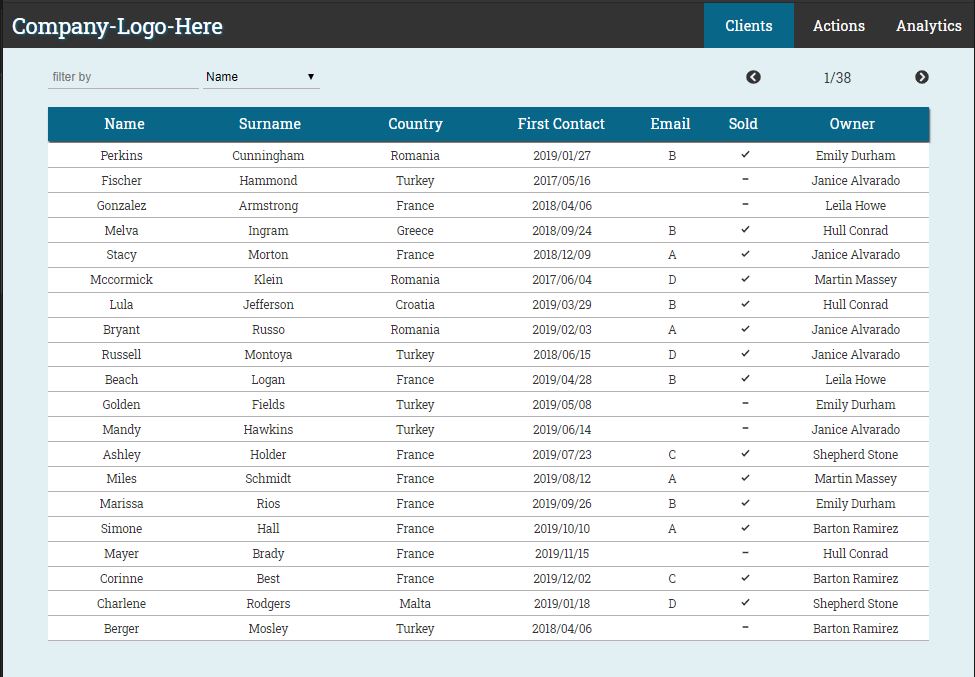 Company-Logo-Here Clients Actions Analytics
filter by Name 1/38
Name Surname Country First Contact Email Sold Owner
Perkins Cunningham Romania 2019/01/27 B ✓ Emily Durham
Fischer Hammond Turkey 2017/05/16 - Janice Alvarado
Gonzalez Armstrong France 2018/04/06 - Leila Howe
Melva Ingram Greece 2018/09/24 B ✓ Hull Conrad
Stacy Morton France 2018/12/09 A ✓ Janice Alvarado
Mccormick Klein Romania 2017/06/04 D ✓ Martin Massey
Lula Jefferson Croatia 2019/03/29 B ✓ Hull Conrad
Bryant Russo Romania 2019/02/03 A ✓ Janice Alvarado
Russell Montoya Turkey 2018/06/15 D ✓ Janice Alvarado
Beach Logan France 2019/04/28 B ✓ Leila Howe
Golden Fields Turkey 2019/05/08 - Emily Durham
Mandy Hawkins Turkey 2019/06/14 - Janice Alvarado
Ashley Holder France 2019/07/23 C ✓ Shepherd Stone
Miles Schmidt France 2019/08/12 A ✓ Martin Massey
Marissa Rios France 2019/09/26 B ✓ Emily Durham
Simone Hall France 2019/10/10 A ✓ Barton Ramirez
Mayer Brady France 2019/11/15 - Hull Conrad
Corinne Best France 2019/12/02 C ✓ Barton Ramirez
Charlene Rodgers Malta 2019/01/18 D ✓ Shepherd Stone
Berger Mosley Turkey 2018/04/06 - Barton Ramirez